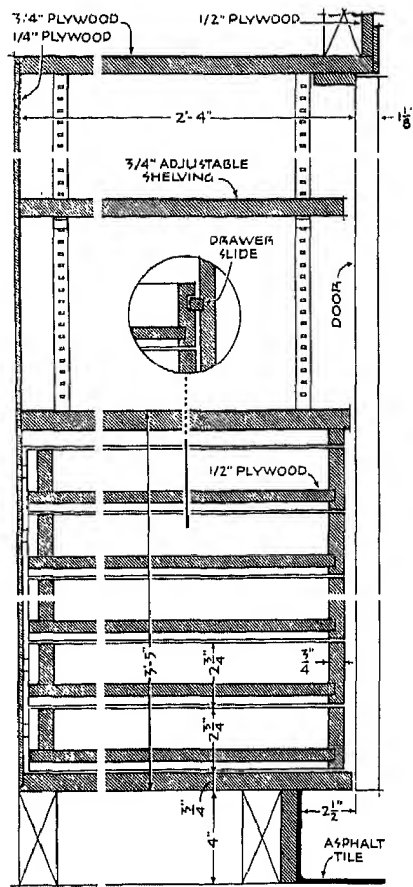 3/4" PLYWOOD
1/4" PLYWOOD
1/2" PLYWOOD
2'-4"
1 1/8"
3/4" ADJUSTABLE
SHELVING
DRAWER
SLIDE
DOOR
1/2" PLYWOOD
3'-5"
2 3/4"
3/4"
2 3/4"
3/4"
4"
2 1/2"
ASPHALT
TILE